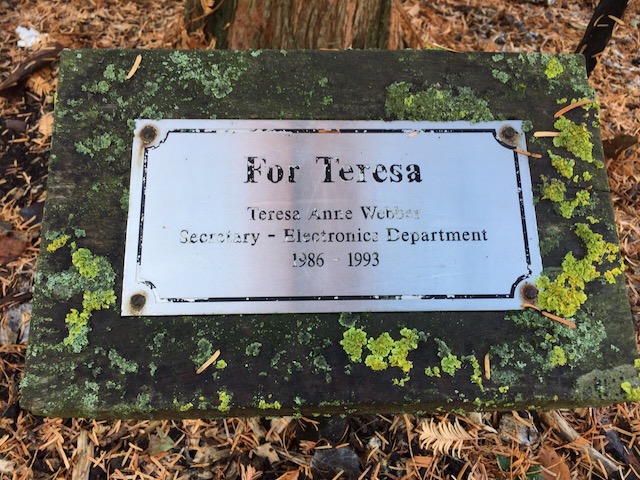 For Teresa
Teresa Anne Webber
Secretary - Electronics Department
1986 - 1993